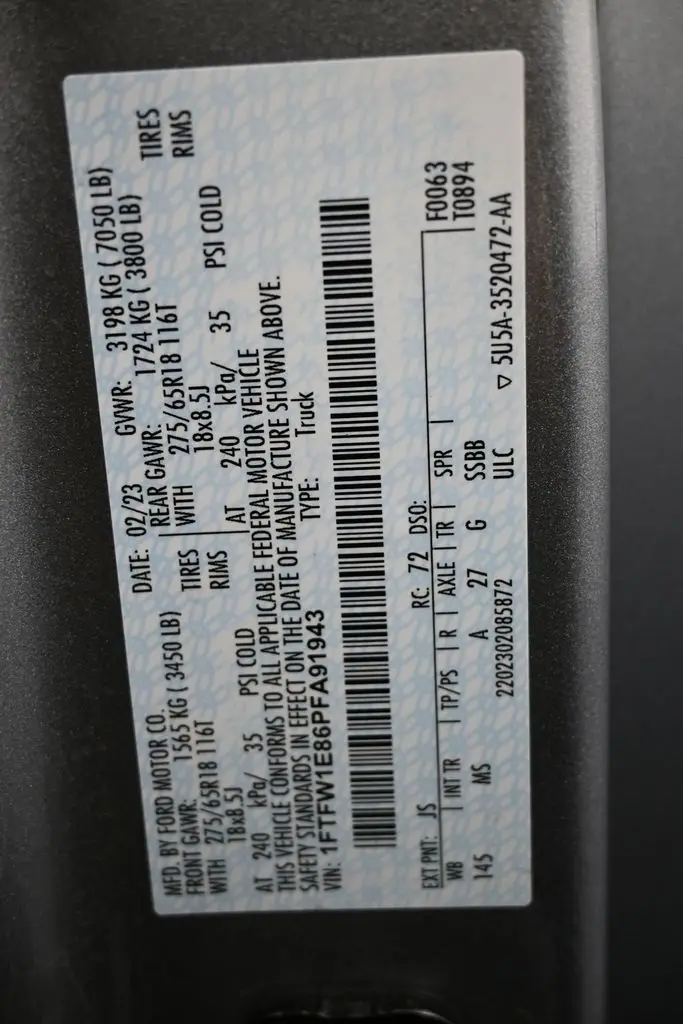 MFD. BY FORD MOTOR CO. DATE: 02/23 GVWR: 3198 KG ( 7050 LB)
FRONT GAWR: 1565 KG ( 3450 LB) REAR GAWR: 1724 KG ( 3800 LB)
WITH 275/65R18 116T TIRES WITH 275/65R18 116T TIRES
18x8.5J RIMS 18x8.5J RIMS
AT 240 kPa/ 35 PSI COLD AT 240 kPa/ 35 PSI COLD
THIS VEHICLE CONFORMS TO ALL APPLICABLE FEDERAL MOTOR VEHICLE
SAFETY STANDARDS IN EFFECT ON THE DATE OF MANUFACTURE SHOWN ABOVE.
VIN: 1FTFW1E86PFA91943 TYPE: Truck
EXT PNT: JS RC: 72 DSO: F0063
WB INT TR TP/PS R AXLE TR SPR T0894
145 MS A 27 G SSBB
2202302085872 ULC ▽ 5U5A-3520472-AA